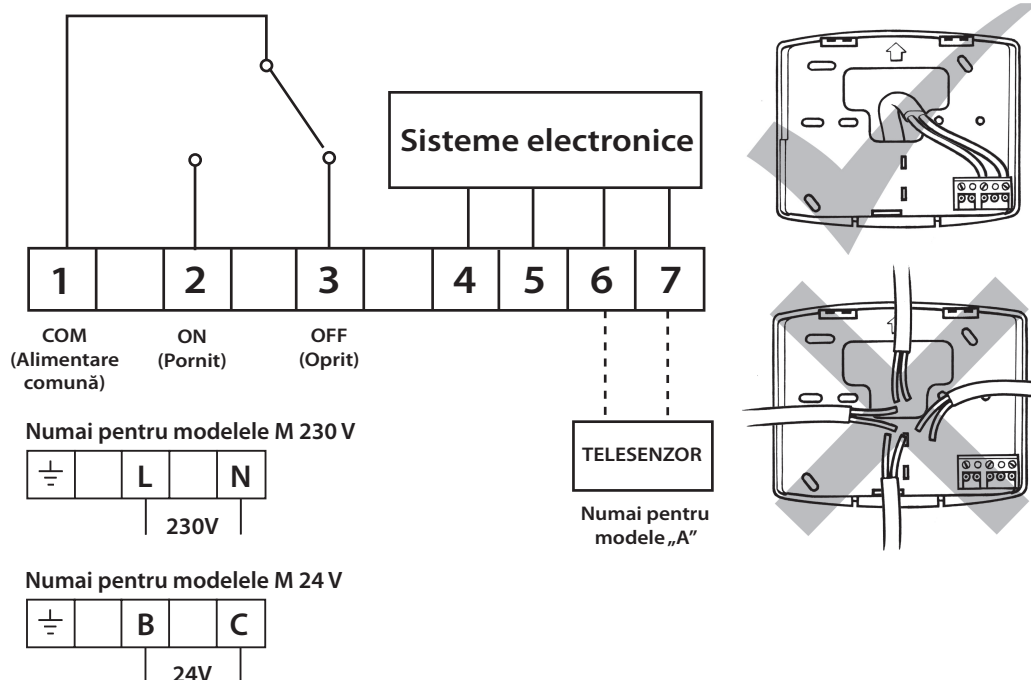 Sisteme electronice
1 2 3 4 5 6 7
COM
(Alimentare
comună)
ON
(Pornit)
OFF
(Oprit)
TELESENZOR
Numai pentru
modele „A”
Numai pentru modelele M 230 V
L N
230V
Numai pentru modelele M 24 V
B C
24V